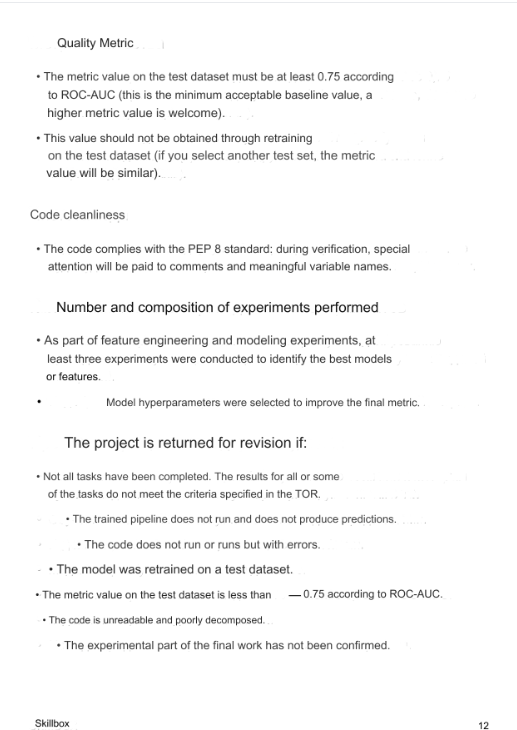 Quality Metric
• The metric value on the test dataset must be at least 0.75 according
to ROC-AUC (this is the minimum acceptable baseline value, a
higher metric value is welcome).
• This value should not be obtained through retraining
on the test dataset (if you select another test set, the metric
value will be similar).
Code cleanliness
• The code complies with the PEP 8 standard: during verification, special
attention will be paid to comments and meaningful variable names.
Number and composition of experiments performed
• As part of feature engineering and modeling experiments, at
least three experiments were conducted to identify the best models
or features.
• Model hyperparameters were selected to improve the final metric.
The project is returned for revision if:
• Not all tasks have been completed. The results for all or some
of the tasks do not meet the criteria specified in the TOR.
• The trained pipeline does not run and does not produce predictions.
• The code does not run or runs but with errors.
• The model was retrained on a test dataset.
• The metric value on the test dataset is less than — 0.75 according to ROC-AUC.
• The code is unreadable and poorly decomposed.
• The experimental part of the final work has not been confirmed.
Skillbox
12